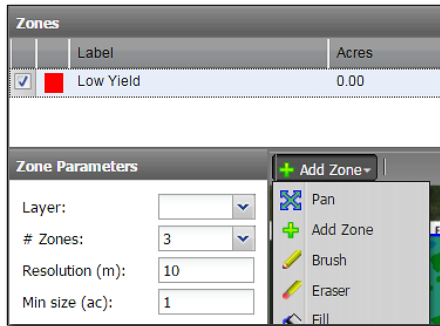 Zones
Label Acres
Low Yield 0.00
Zone Parameters
Layer:
# Zones: 3
Resolution (m): 10
Min size (ac): 1
Add Zone
Pan
Add Zone
Brush
Eraser
Fill